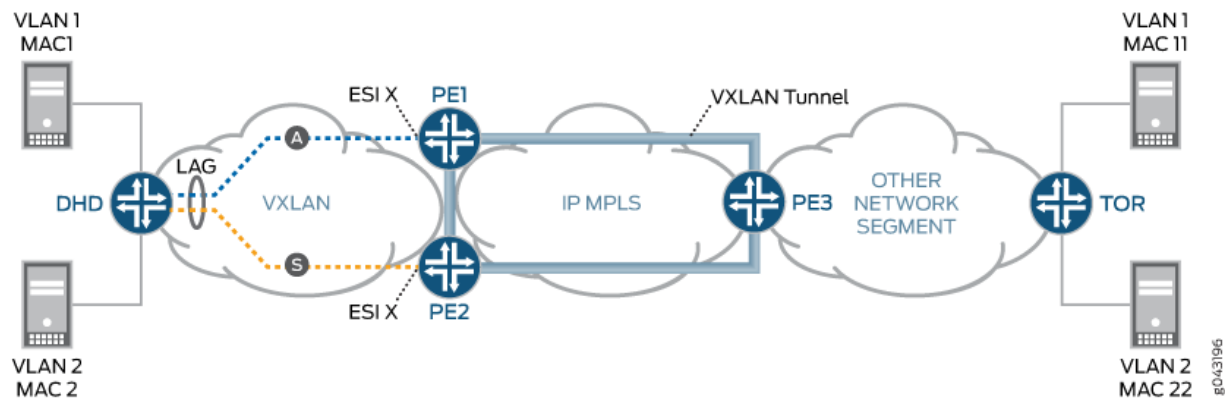 VLAN 1
MAC1
VLAN 1
MAC 11
ESI X
PE1
VXLAN Tunnel
A
LAG
DHD
VXLAN
IP MPLS
PE3
OTHER
NETWORK
SEGMENT
TOR
S
ESI X
PE2
VLAN 2
MAC 2
VLAN 2
MAC 22
g043196